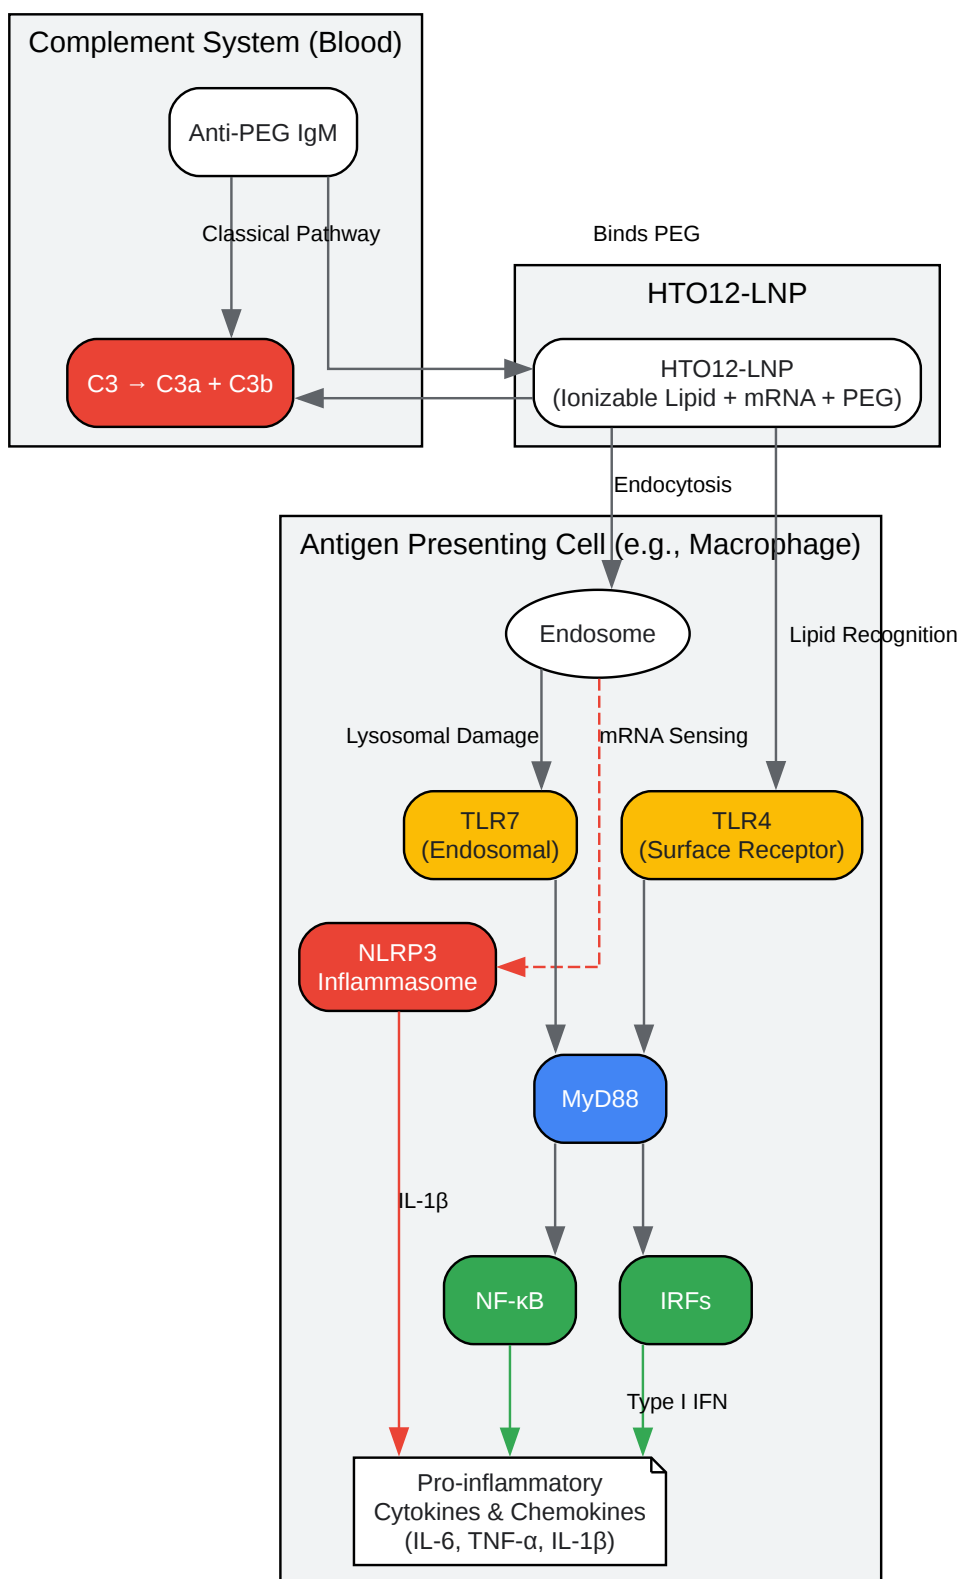 Complement System (Blood)
Anti-PEG IgM
Classical Pathway
Binds PEG
HTO12-LNP
C3 → C3a + C3b
HTO12-LNP
(Ionizable Lipid + mRNA + PEG)
Endocytosis
Antigen Presenting Cell (e.g., Macrophage)
Endosome
Lipid Recognition
Lysosomal Damage
mRNA Sensing
TLR7
(Endosomal)
TLR4
(Surface Receptor)
NLRP3
Inflammasome
MyD88
IL-1β
NF-κB
IRFs
Type I IFN
Pro-inflammatory
Cytokines & Chemokines
(IL-6, TNF-α, IL-1β)